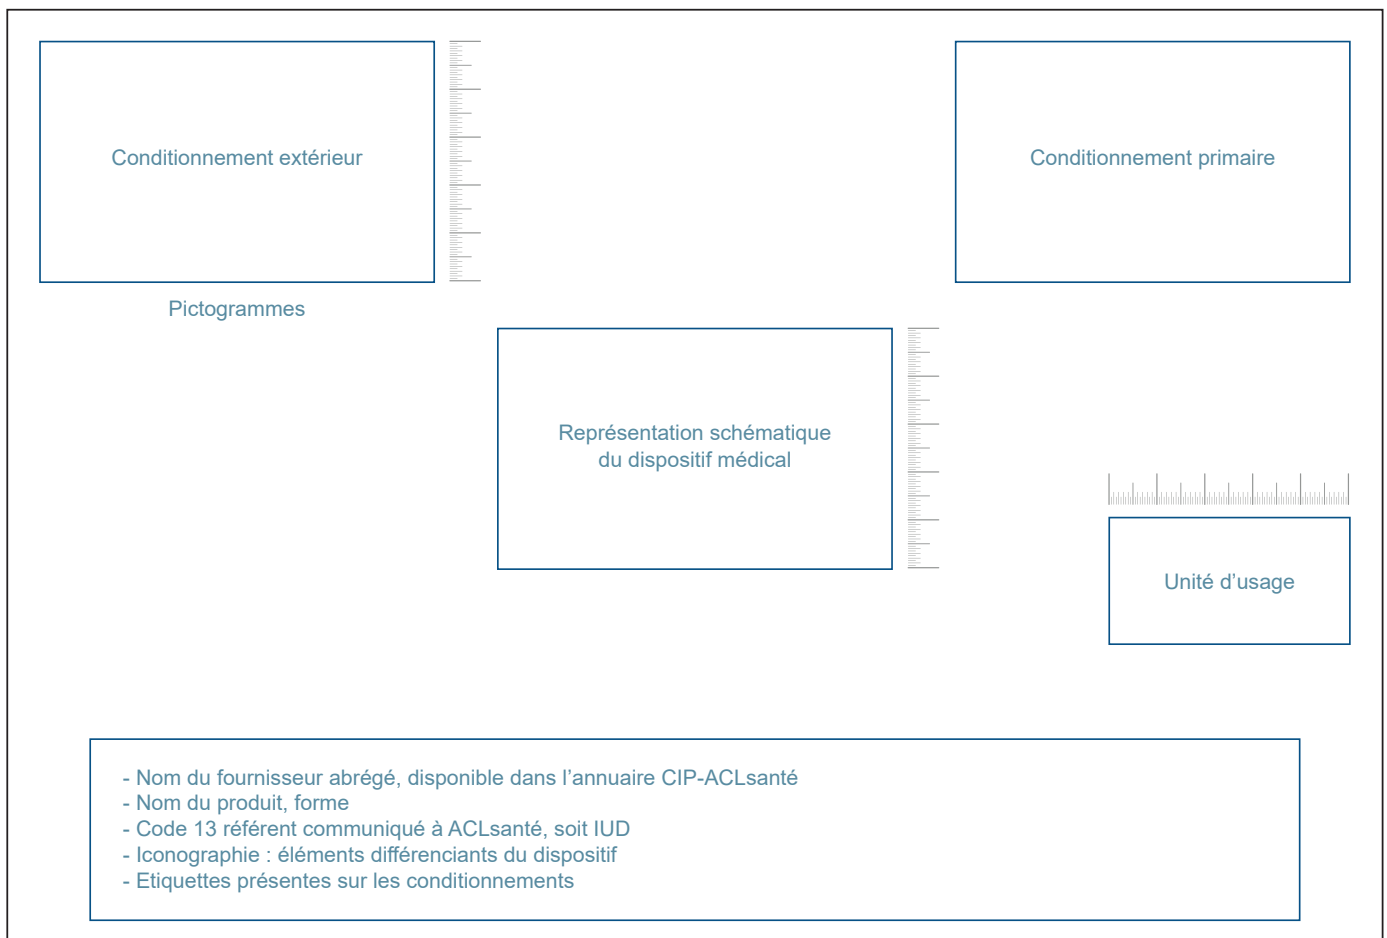 Conditionnement extérieur
Conditionnement primaire
Pictogrammes
Représentation schématique
du dispositif médical
Unité d’usage
- Nom du fournisseur abrégé, disponible dans l’annuaire CIP-ACLsanté
- Nom du produit, forme
- Code 13 référent communiqué à ACLsanté, soit IUD
- Iconographie : éléments différenciants du dispositif
- Etiquettes présentes sur les conditionnements